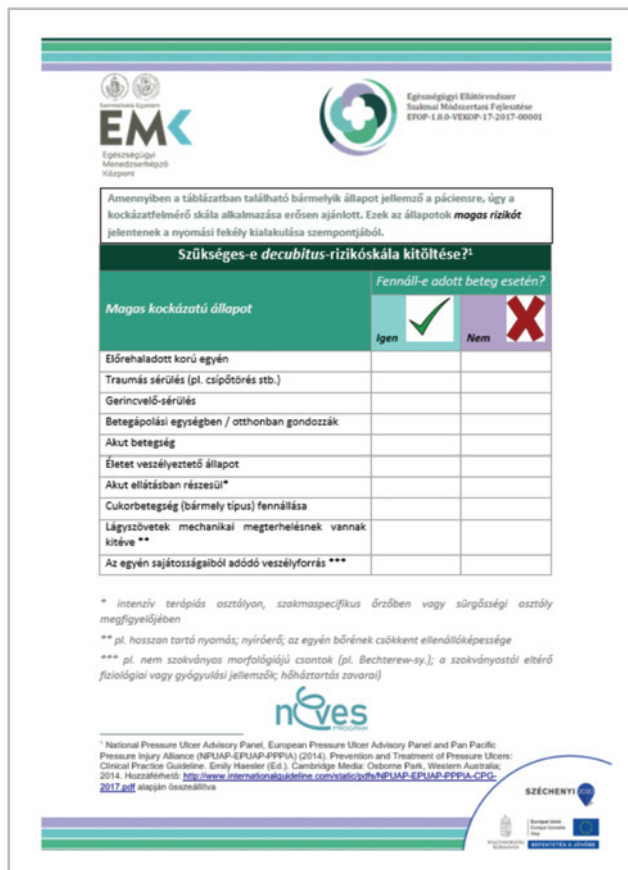 Semmelweis Egyetem
EMK
Egészségügyi
Menedzserképző
Központ
Egészségügyi Ellátórendszer
Szakmai Módszertani Fejlesztése
EFOP-1.8.0-VEKOP-17-2017-00001
Amennyiben a táblázatban található bármelyik állapot jellemző a páciensre, úgy a
kockázatfelmérő skála alkalmazása erősen ajánlott. Ezek az állapotok magas rizikót
jelentenek a nyomási fekély kialakulása szempontjából.
Szükséges-e decubitus-rizikóskála kitöltése?¹
Magas kockázatú állapot
Fennáll-e adott beteg esetén?
Igen
Nem
Előrehaladott korú egyén
Traumás sérülés (pl. csípőtörés stb.)
Gerincvelő-sérülés
Betegápolási egységben / otthonban gondozzák
Akut betegség
Életet veszélyeztető állapot
Akut ellátásban részesül*
Cukorbetegség (bármely típus) fennállása
Lágyszövetek mechanikai megterhelésnek vannak
kitéve **
Az egyén sajátosságaiból adódó veszélyforrás ***
* intenzív terápiás osztályon, szakmaspecifikus őrzőben vagy sürgősségi osztály
megfigyelőjében
** pl. hosszan tartó nyomás; nyíróerő; az egyén bőrének csökkent ellenállóképessége
*** pl. nem szokványos morfológiájú csontok (pl. Bechterew-sy.); a szokványostól eltérő
fiziológiai vagy gyógyulási jellemzők; hőháztartás zavarai)
neves
PROGRAM
¹ National Pressure Ulcer Advisory Panel, European Pressure Ulcer Advisory Panel and Pan Pacific
Pressure Injury Alliance (NPUAP-EPUAP-PPPIA) (2014). Prevention and Treatment of Pressure Ulcers:
Clinical Practice Guideline. Emily Haesler (Ed.). Cambridge Media: Osborne Park, Western Australia;
2014. Hozzáférhető: http://www.internationalguideline.com/static/pdfs/NPUAP-EPUAP-PPPIA-CPG-
2017.pdf alapján összeállítva
SZÉCHENYI 2020
MAGYARORSZÁG
KORMÁNYA
Európai Unió
Európai Szociális
Alap
BEFEKTETÉS A JÖVŐBE